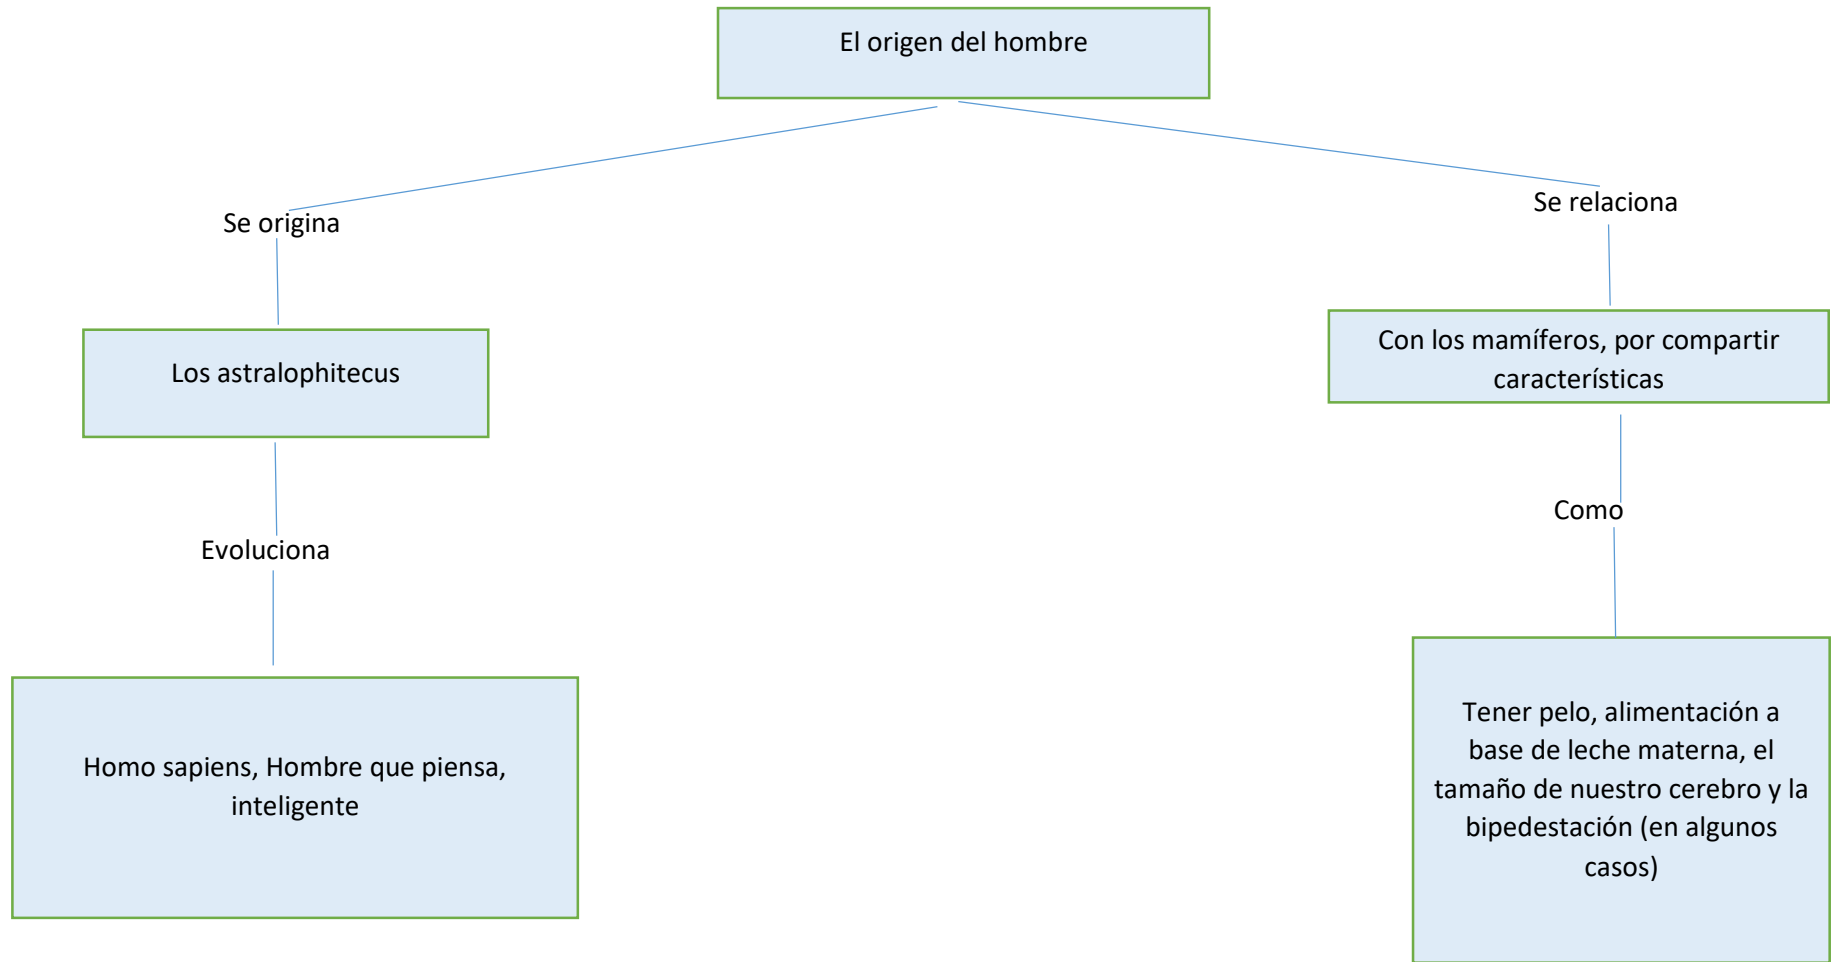 El origen del hombre
Se origina
Se relaciona
Los astralophitecus
Con los mamíferos, por compartir
características
Evoluciona
Como
Homo sapiens, Hombre que piensa,
inteligente
Tener pelo, alimentación a
base de leche materna, el
tamaño de nuestro cerebro y la
bipedestación (en algunos
casos)